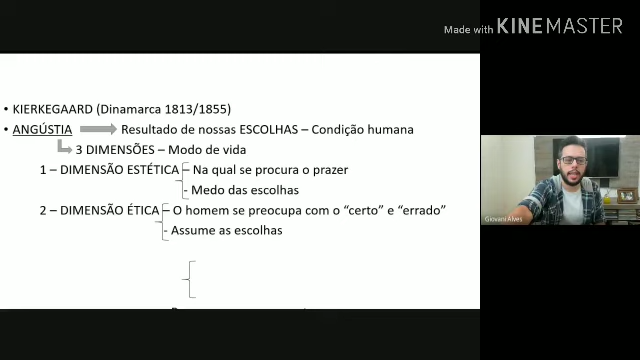 Made with KINEMASTER
• KIERKEGAARD (Dinamarca 1813/1855)
• ANGÚSTIA Resultado de nossas ESCOLHAS – Condição humana
3 DIMENSÕES – Modo de vida
1 – DIMENSÃO ESTÉTICA – Na qual se procura o prazer
- Medo das escolhas
2 – DIMENSÃO ÉTICA – O homem se preocupa com o “certo” e “errado”
- Assume as escolhas
Giovani Alves